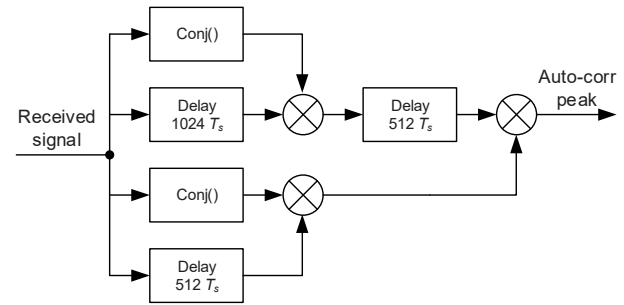 Conj()
Delay
1024 Ts
Received
signal
Delay
512 Ts
Auto-corr
peak
Conj()
Delay
512 Ts